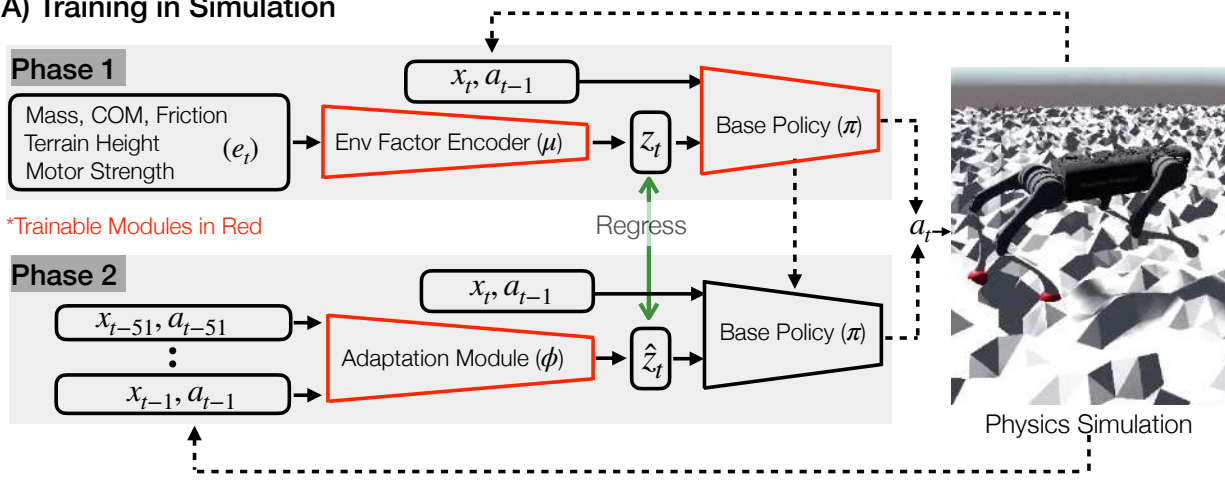 A) Training in Simulation
Phase 1
x_t, a_{t−1}
Mass, COM, Friction
Terrain Height
Motor Strength
(e_t)
Env Factor Encoder (μ)
z_t
Base Policy (π)
*Trainable Modules in Red
Regress
a_t
Phase 2
x_t, a_{t−1}
x_{t−51}, a_{t−51}
x_{t−1}, a_{t−1}
Adaptation Module (ϕ)
ẑ_t
Base Policy (π)
Physics Simulation